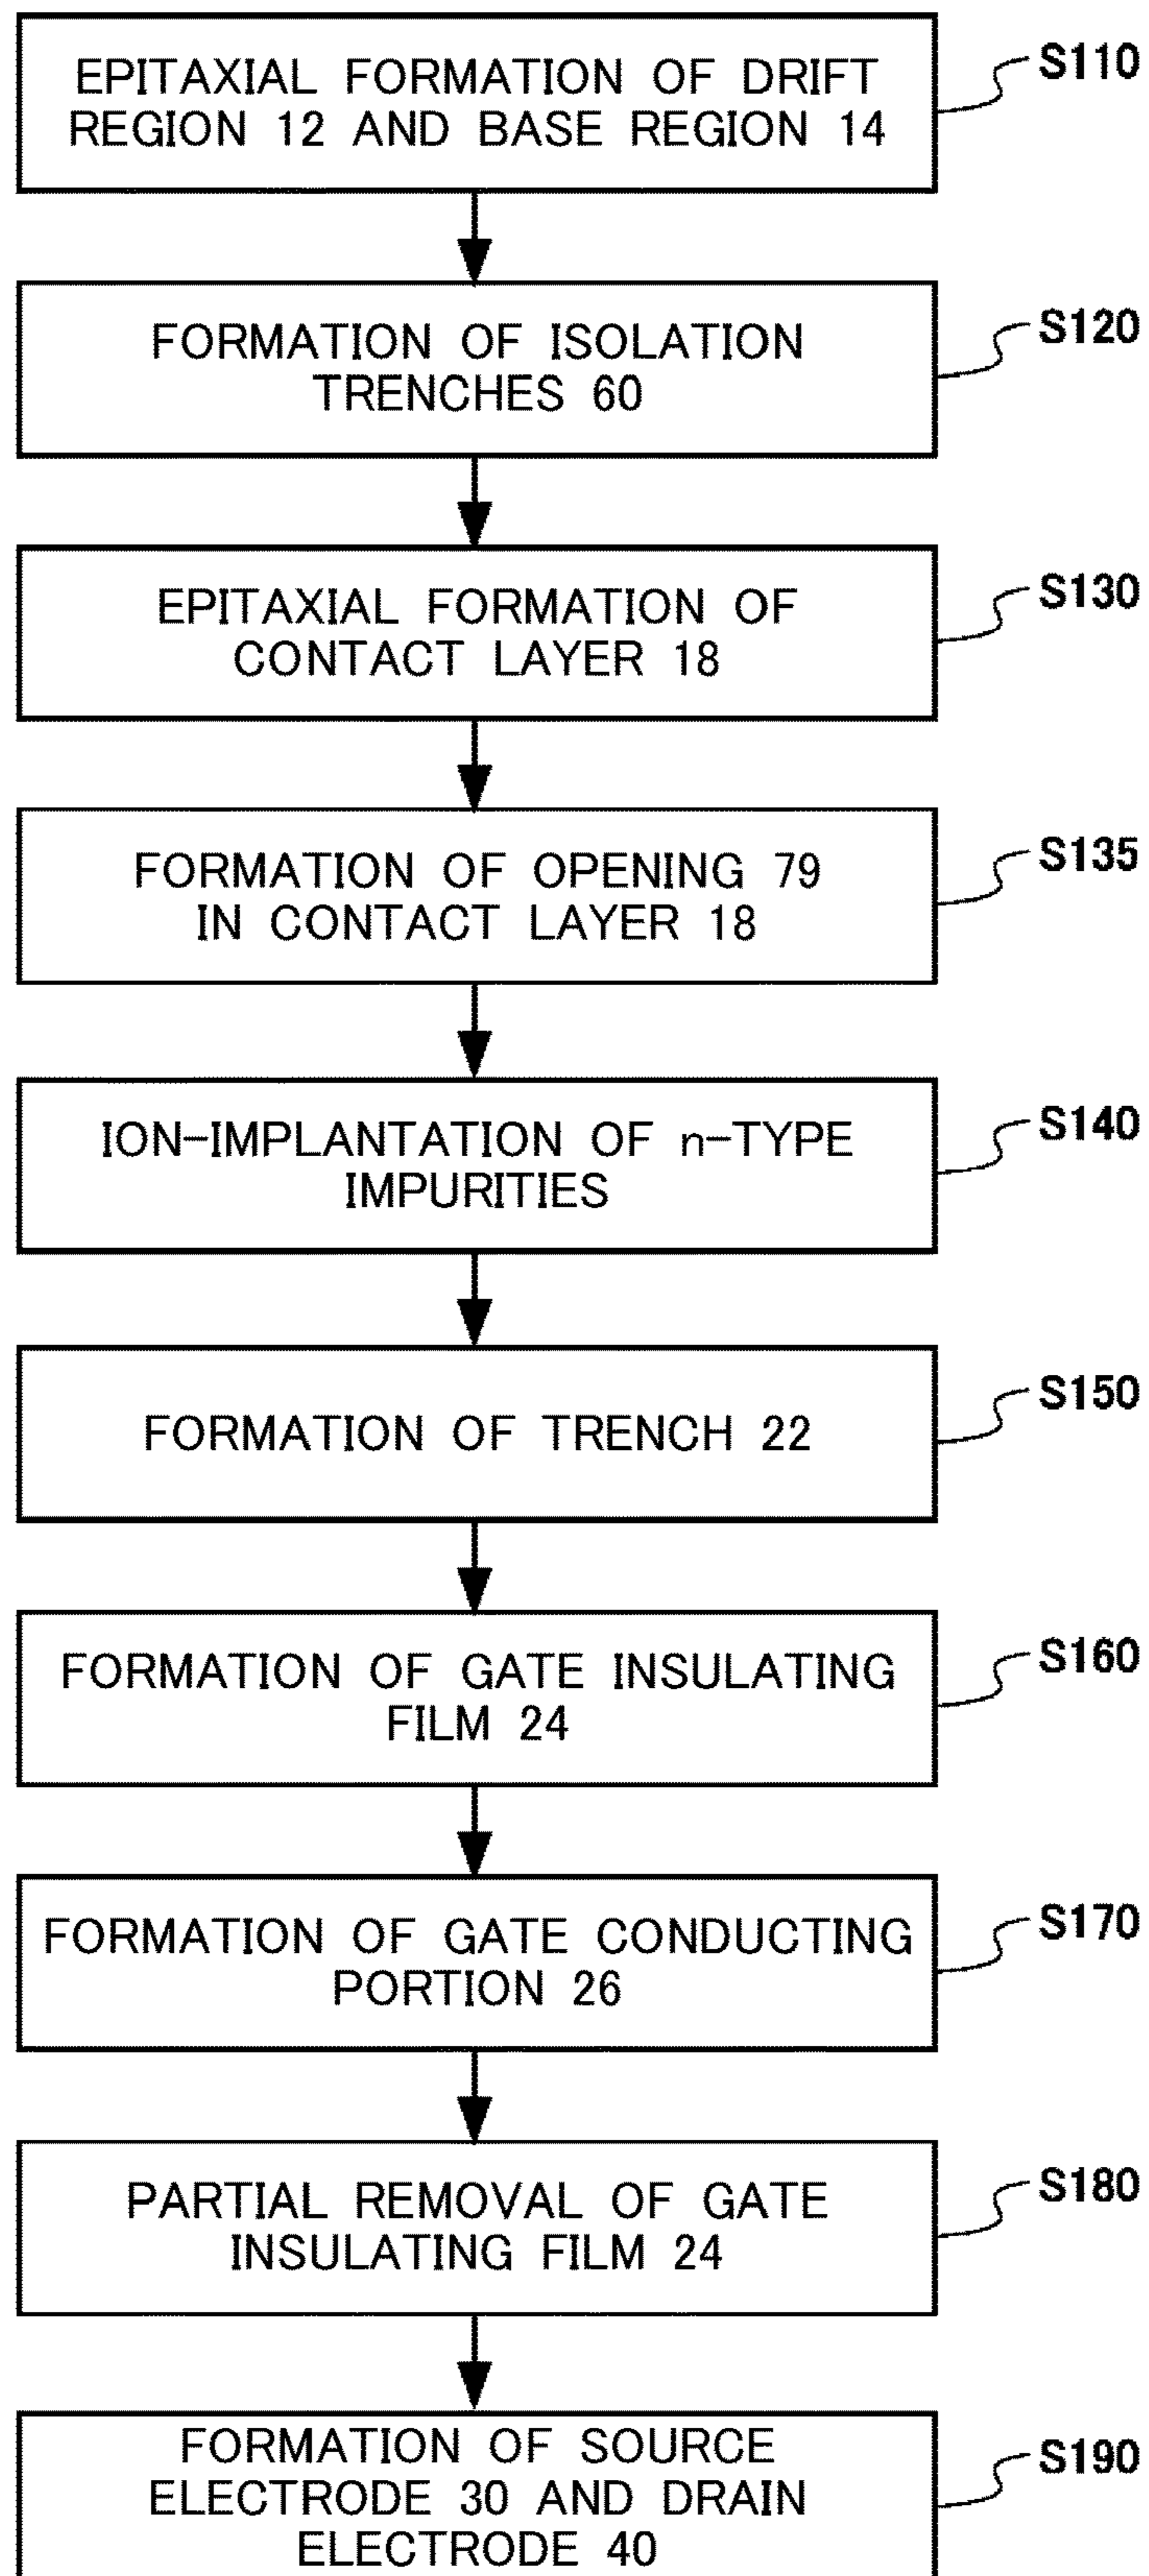 EPITAXIAL FORMATION OF DRIFT
REGION 12 AND BASE REGION 14
S110
FORMATION OF ISOLATION
TRENCHES 60
S120
EPITAXIAL FORMATION OF
CONTACT LAYER 18
S130
FORMATION OF OPENING 79
IN CONTACT LAYER 18
S135
ION-IMPLANTATION OF n-TYPE
IMPURITIES
S140
FORMATION OF TRENCH 22
S150
FORMATION OF GATE INSULATING
FILM 24
S160
FORMATION OF GATE CONDUCTING
PORTION 26
S170
PARTIAL REMOVAL OF GATE
INSULATING FILM 24
S180
FORMATION OF SOURCE
ELECTRODE 30 AND DRAIN
ELECTRODE 40
S190